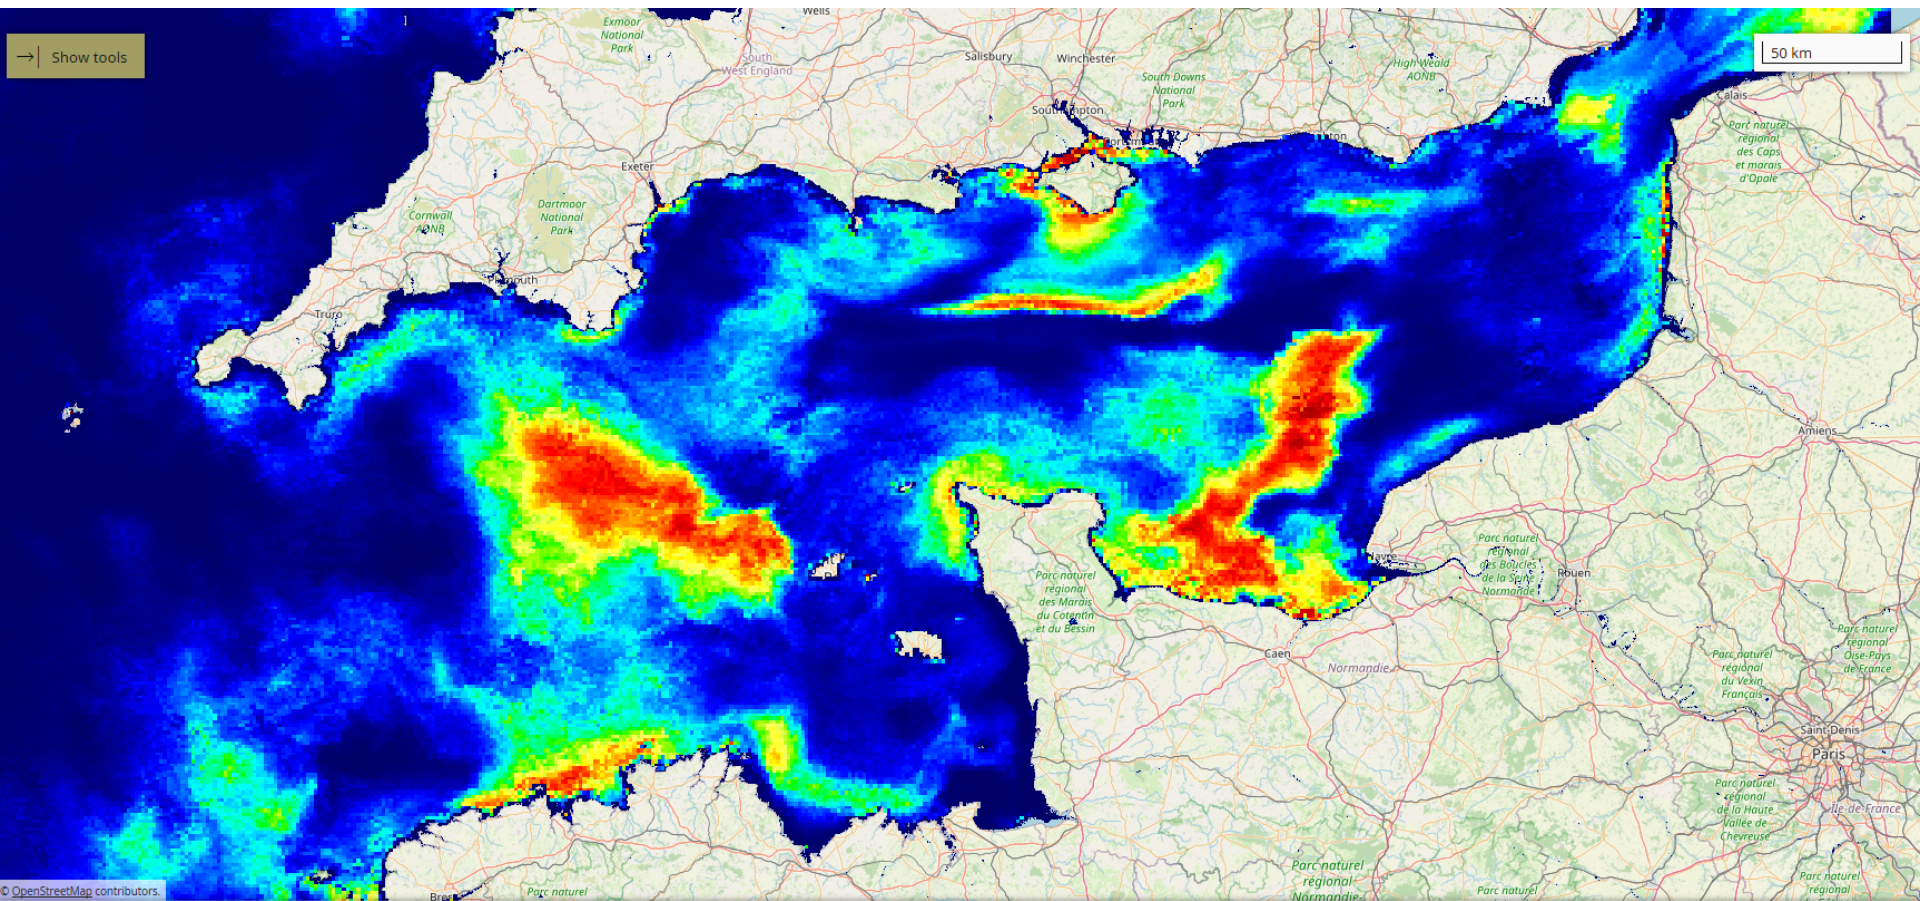 Wells
Exmoor
National
Park
→| Show tools
50 km
South
West England
Salisbury
Winchester
South Downs
National
Park
High Weald
AONB
Calais
Parc naturel
régional
des Caps
et marais
d'Opale
Exeter
Dartmoor
National
Park
Cornwall
AONB
Truro
Amiens
Parc naturel
régional
des Marais
du Cotentin
et du Bessin
Parc naturel
régional
des Boucles
de la Seine
Normande
Rouen
Caen
Normandie
Parc naturel
régional
Oise-Pays
de France
Parc naturel
régional
du Vexin
Français
Saint-Denis
Paris
Île-de-France
Parc naturel
régional
de la Haute
Vallée de
Chevreuse
Parc naturel
régional
Normandie-
Parc naturel
Parc naturel
régional
Parc naturel
© OpenStreetMap contributors.